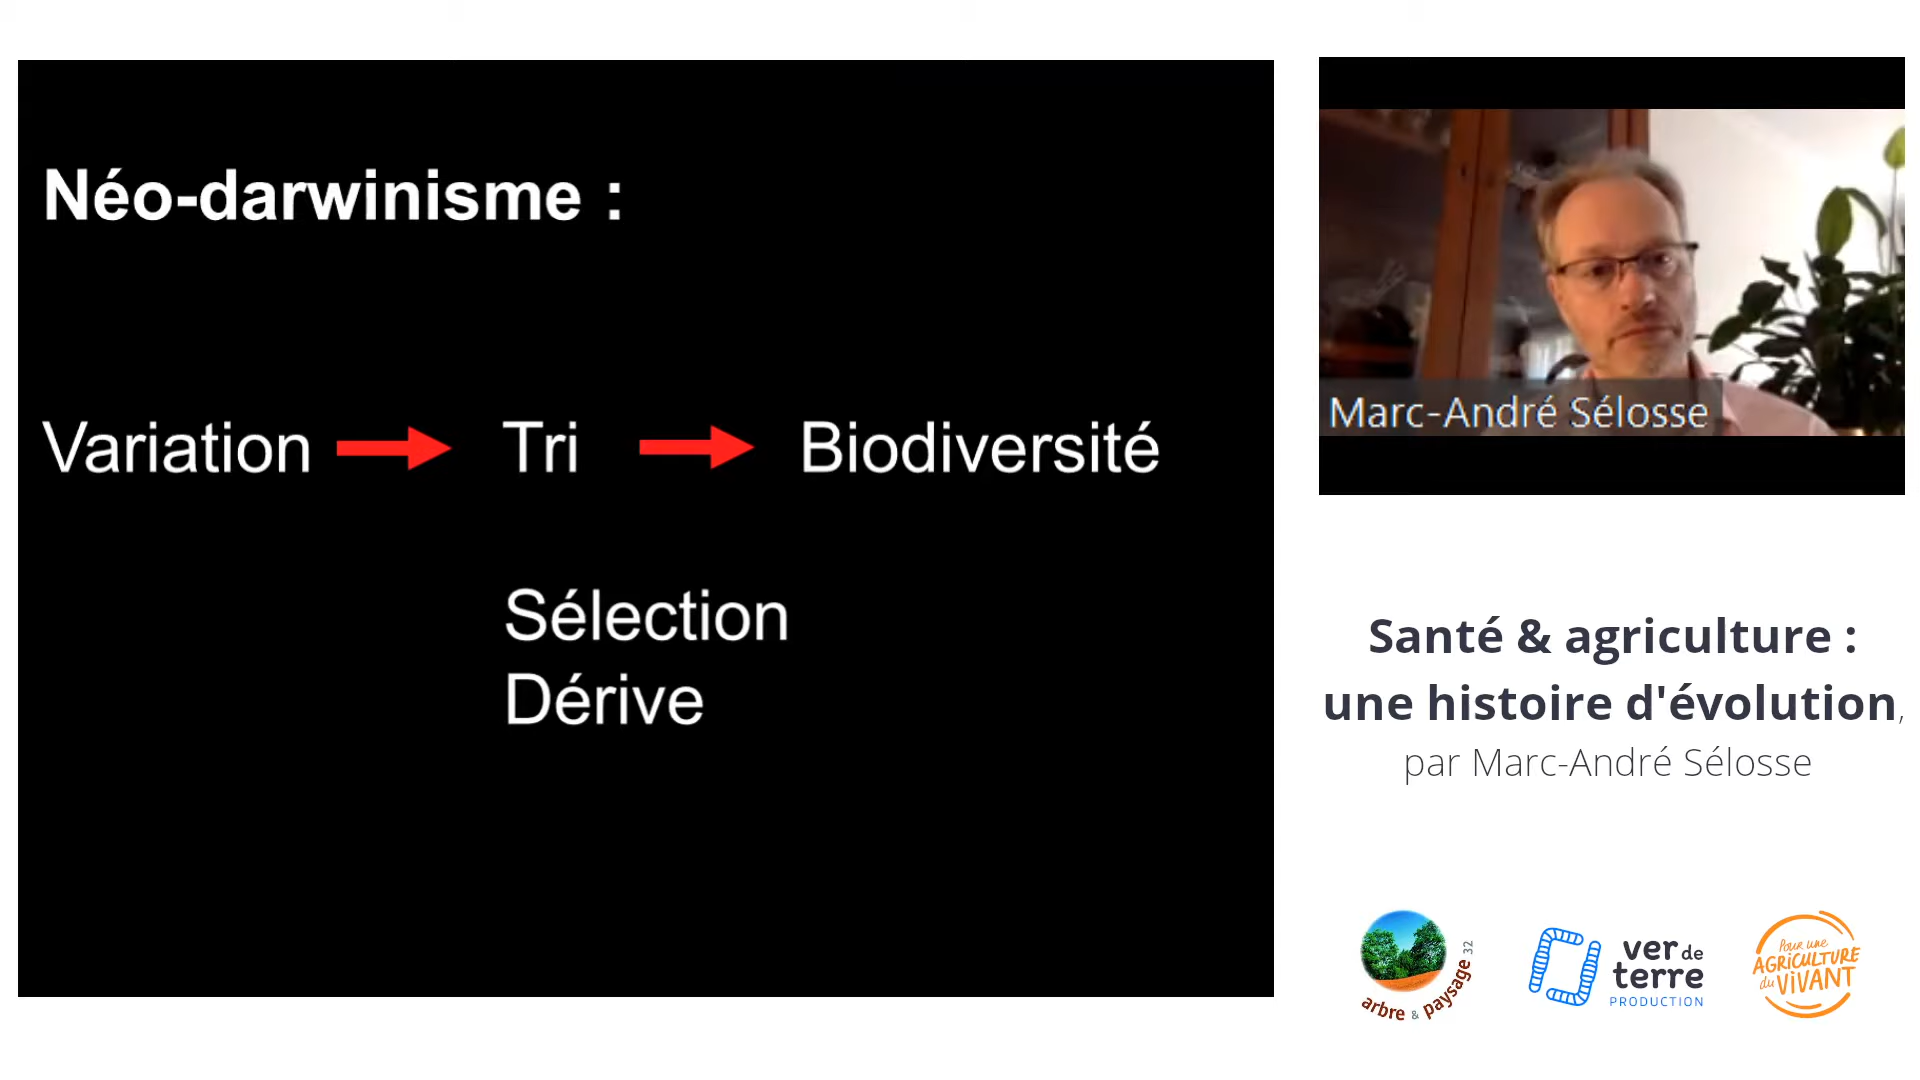 Néo-darwinisme :
Variation Tri Biodiversité
Sélection
Dérive
Marc-André Sélosse
Santé & agriculture :
une histoire d'évolution,
par Marc-André Sélosse
arbre & paysage 32
ver de
terre
PRODUCTION
Pour une
AGRICULTURE
du VIVANT